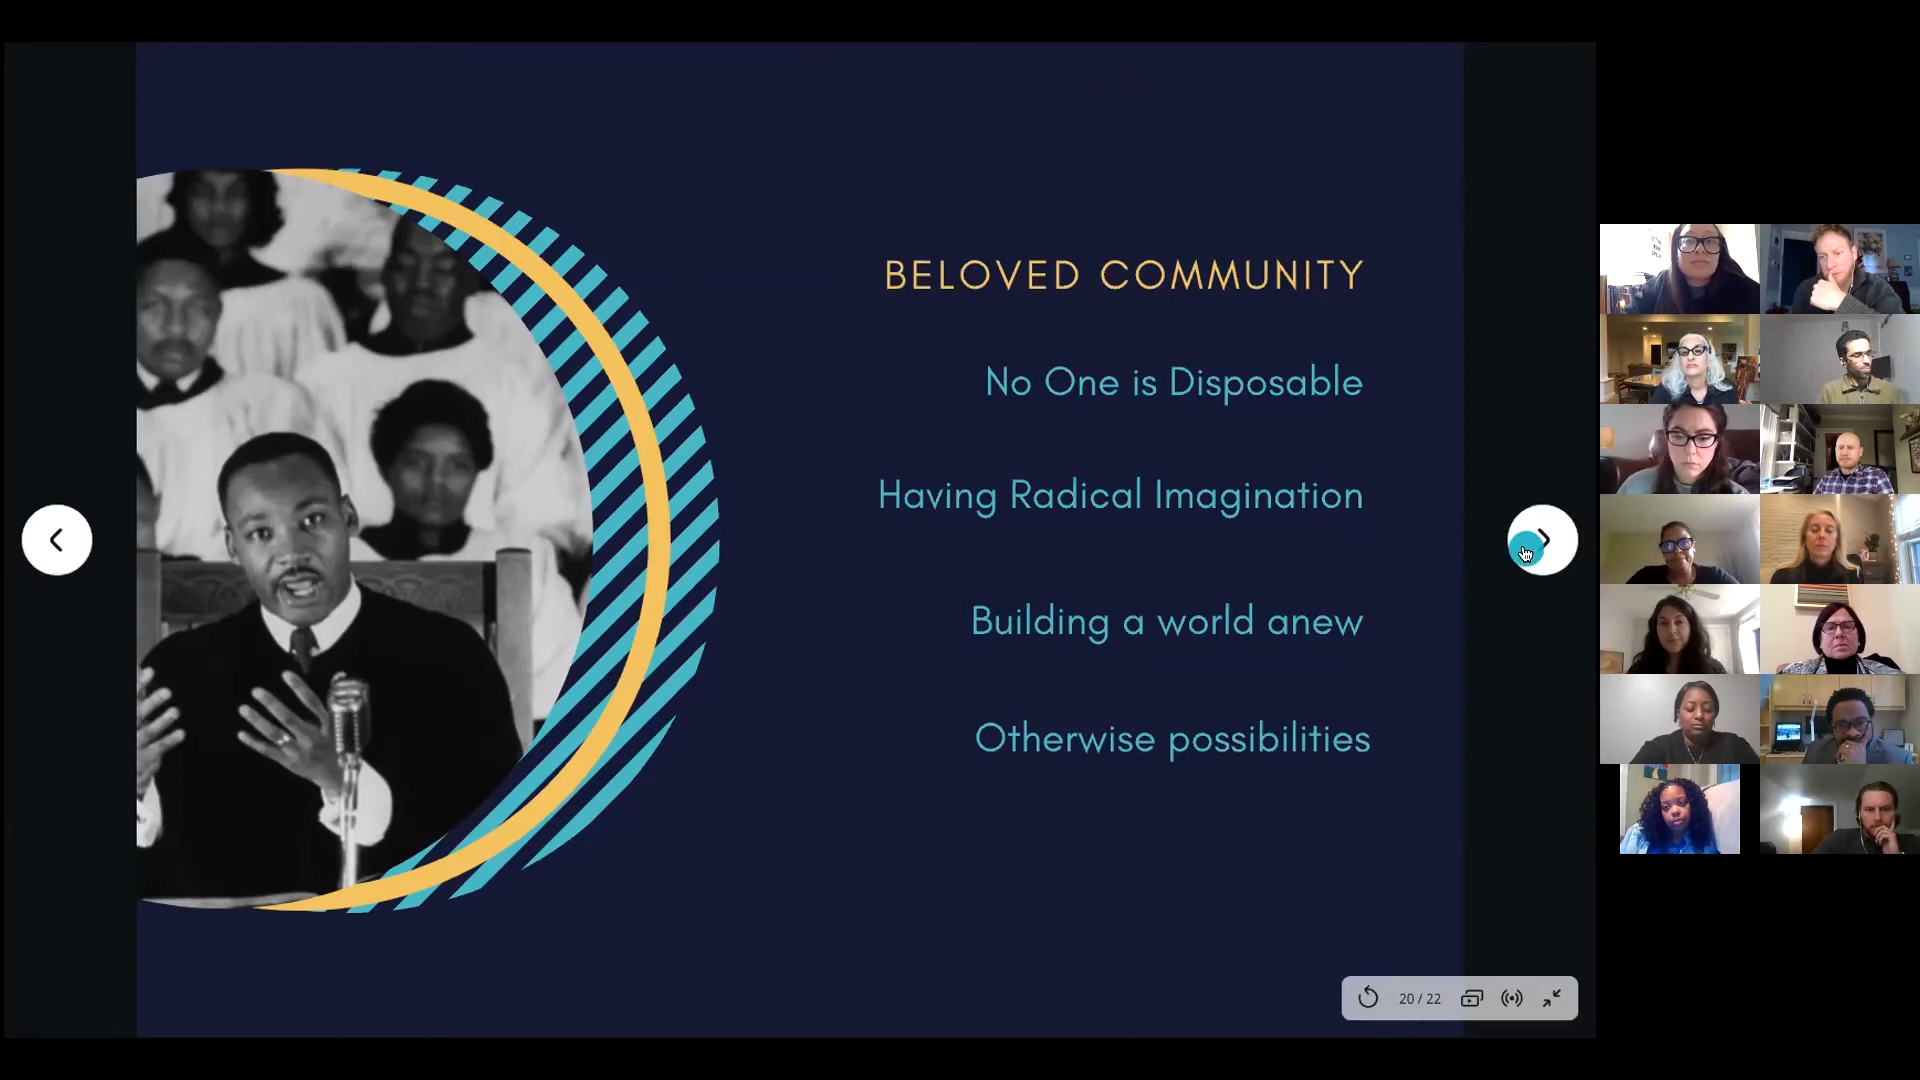 BELOVED COMMUNITY
No One is Disposable
Having Radical Imagination
Building a world anew
Otherwise possibilities
20 / 22